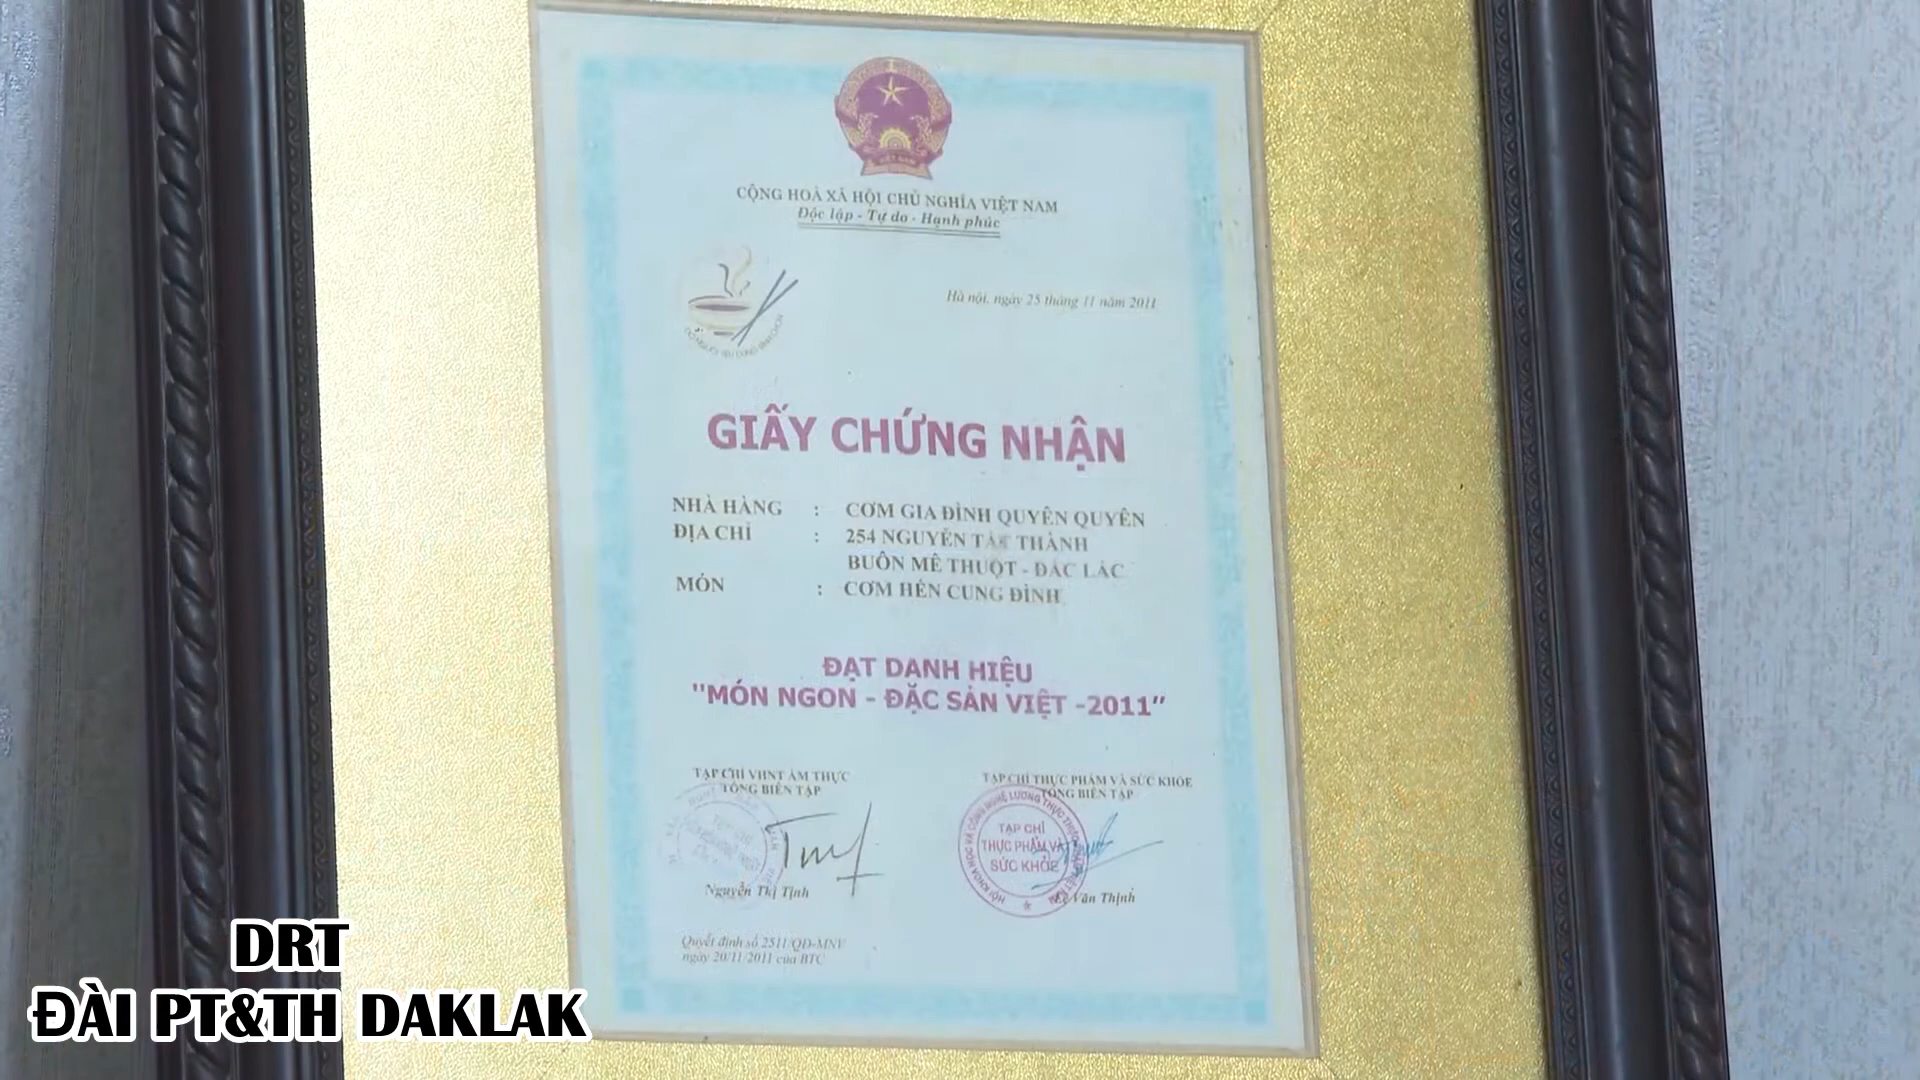 VIỆT NAM
CỘNG HOÀ XÃ HỘI CHỦ NGHĨA VIỆT NAM
Độc lập - Tự do - Hạnh phúc
Hà nội, ngày 25 tháng 11 năm 2011
GIẤY CHỨNG NHẬN
NHÀ HÀNG : CƠM GIA ĐÌNH QUYÊN QUYÊN
ĐỊA CHỈ : 254 NGUYỄN THÀNH
BUÔN MÊ THUỘT - ĐẮC LẮC
MÓN : CƠM HẾN CUNG ĐÌNH
ĐẠT DANH HIỆU
"MÓN NGON - ĐẶC SẢN VIỆT -2011"
TẠP CHÍ VHNT ẨM THỰC
TỔNG BIÊN TẬP
Nguyễn Thị Tịnh
TẠP CHÍ THỰC PHẨM VÀ SỨC KHỎE
TỔNG BIÊN TẬP
TẠP CHÍ
THỰC PHẨM VÀ
SỨC KHỎE
Lê Văn Thịnh
Quyết định số 2511/QĐ-MNV
ngày 20/11/2011 của BTC
DRT
ĐÀI PT&TH DAKLAK